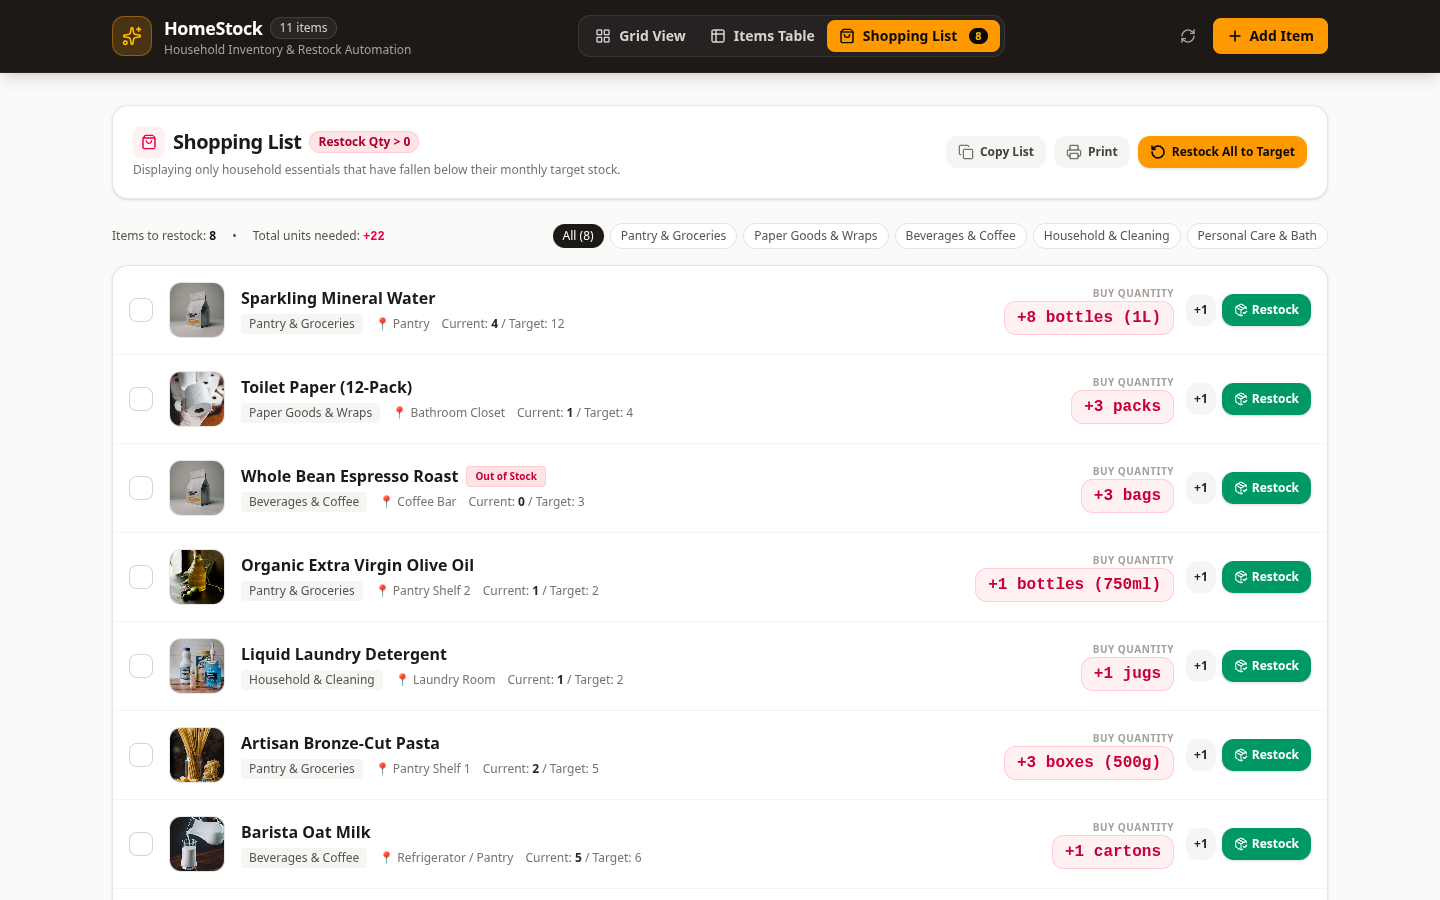 HomeStock 11 items
Household Inventory & Restock Automation
Grid View
Items Table
Shopping List 8
Add Item
Shopping List Restock Qty > 0
Displaying only household essentials that have fallen below their monthly target stock.
Copy List
Print
Restock All to Target
Items to restock: 8 • Total units needed: +22
All (8)
Pantry & Groceries
Paper Goods & Wraps
Beverages & Coffee
Household & Cleaning
Personal Care & Bath
Sparkling Mineral Water
Pantry & Groceries 📍 Pantry Current: 4 / Target: 12
BUY QUANTITY
+8 bottles (1L)
+1
Restock
Toilet Paper (12-Pack)
Paper Goods & Wraps 📍 Bathroom Closet Current: 1 / Target: 4
BUY QUANTITY
+3 packs
+1
Restock
Whole Bean Espresso Roast Out of Stock
Beverages & Coffee 📍 Coffee Bar Current: 0 / Target: 3
BUY QUANTITY
+3 bags
+1
Restock
Organic Extra Virgin Olive Oil
Pantry & Groceries 📍 Pantry Shelf 2 Current: 1 / Target: 2
BUY QUANTITY
+1 bottles (750ml)
+1
Restock
Liquid Laundry Detergent
Household & Cleaning 📍 Laundry Room Current: 1 / Target: 2
BUY QUANTITY
+1 jugs
+1
Restock
Artisan Bronze-Cut Pasta
Pantry & Groceries 📍 Pantry Shelf 1 Current: 2 / Target: 5
BUY QUANTITY
+3 boxes (500g)
+1
Restock
Barista Oat Milk
Beverages & Coffee 📍 Refrigerator / Pantry Current: 5 / Target: 6
BUY QUANTITY
+1 cartons
+1
Restock